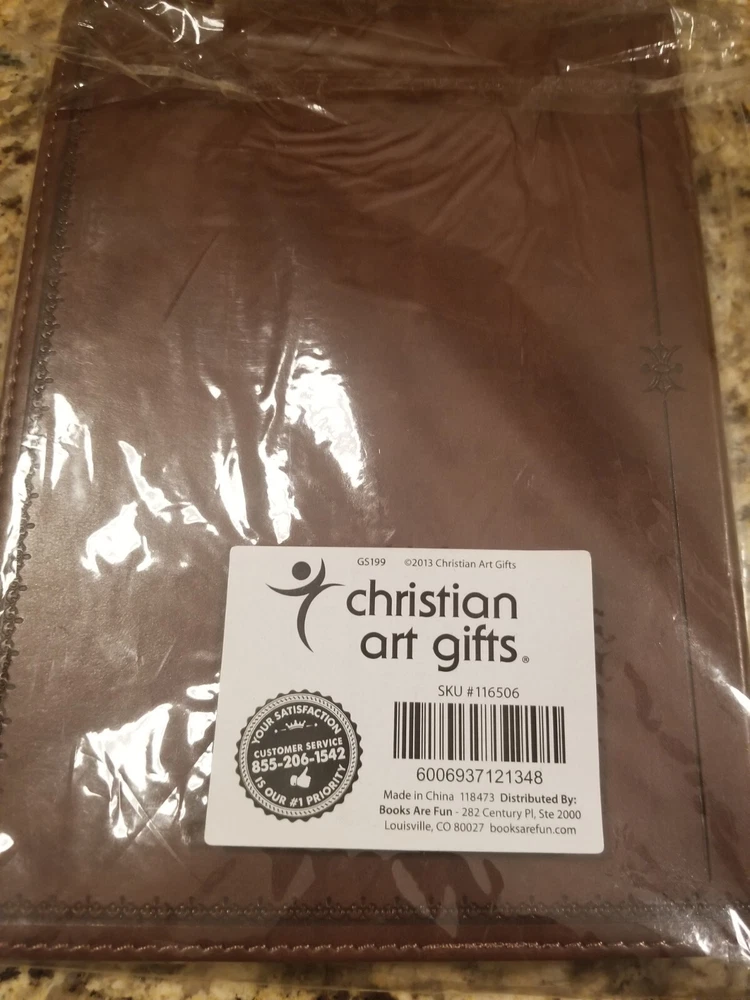 GS199 ©2013 Christian Art Gifts
christian
art gifts®
SKU #116506
6006937121348
YOUR SATISFACTION
CUSTOMER SERVICE
855-206-1542
IS OUR #1 PRIORITY
Made in China 118473 Distributed By:
Books Are Fun - 282 Century Pl, Ste 2000
Louisville, CO 80027 booksarefun.com